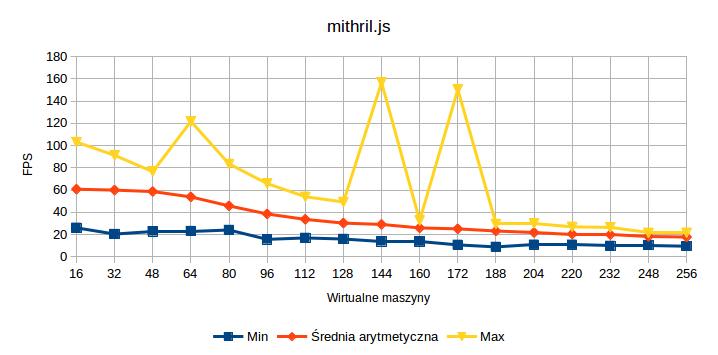 mithril.js
180
160
140
120
100
80
60
40
20
0
FPS
16 32 48 64 80 96 112 128 144 160 172 188 204 220 232 248 256
Wirtualne maszyny
Min Średnia arytmetyczna Max